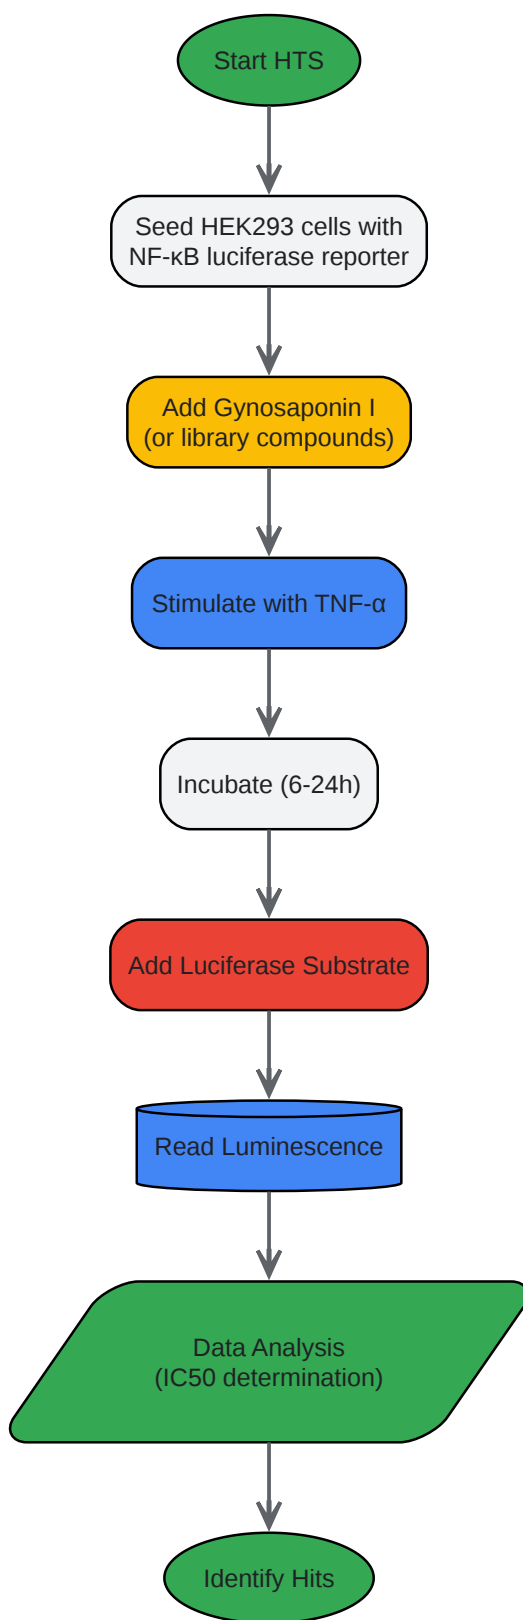 Start HTS
Seed HEK293 cells with
NF-κB luciferase reporter
Add Gynosaponin I
(or library compounds)
Stimulate with TNF-α
Incubate (6-24h)
Add Luciferase Substrate
Read Luminescence
Data Analysis
(IC50 determination)
Identify Hits